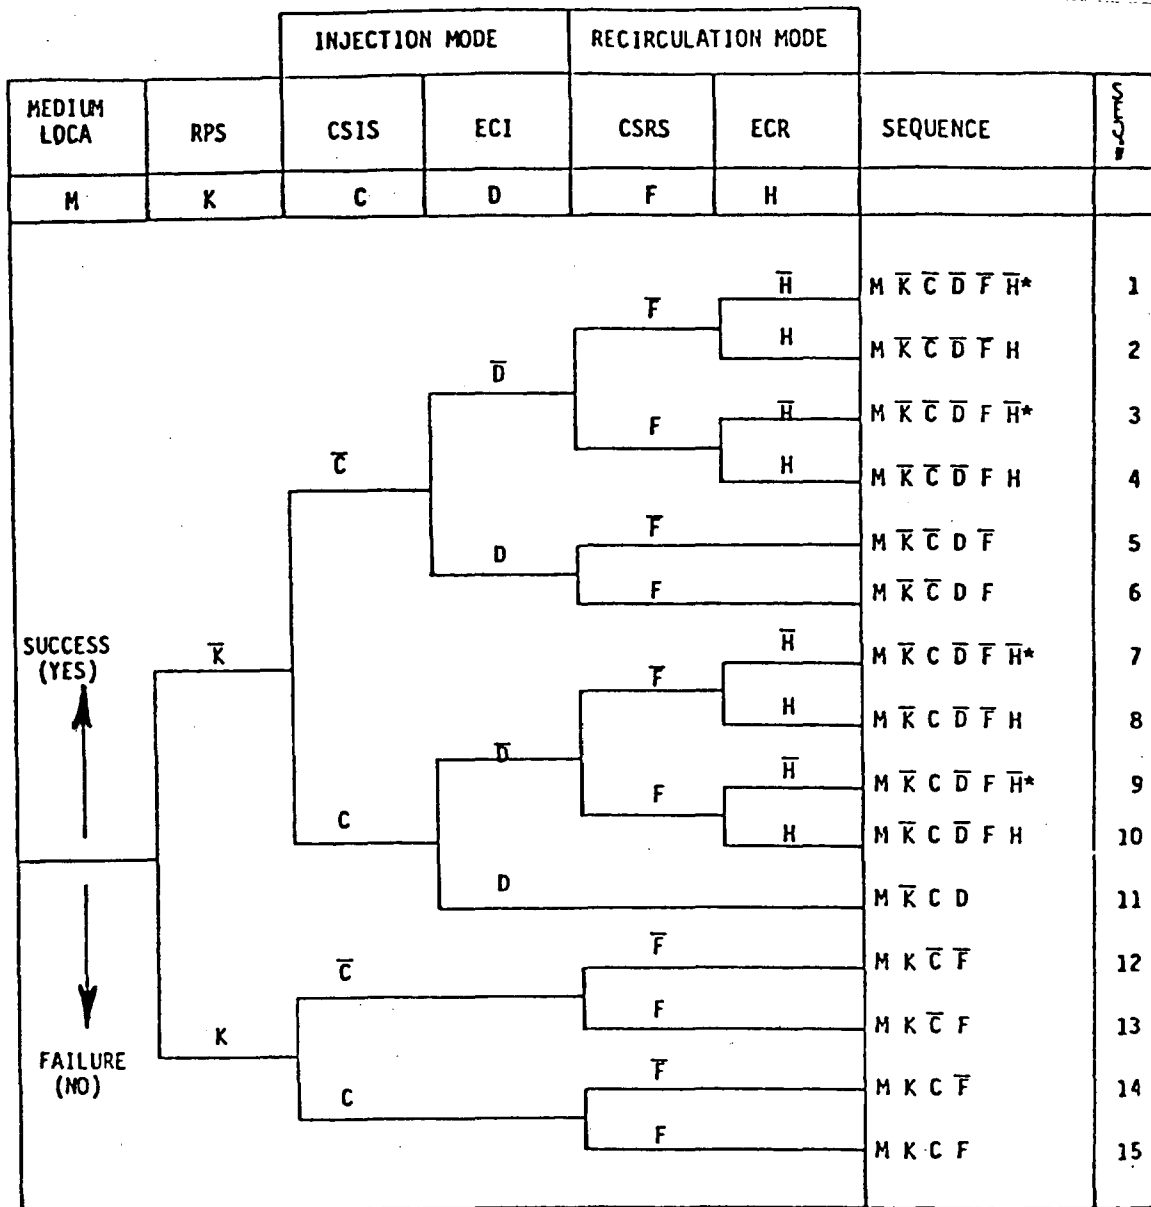 INJECTION MODE RECIRCULATION MODE
MEDIUM LOCA RPS CSIS ECI CSRS ECR SEQUENCE SEQ #
M K C D F H
H̅ M K̅ C̅ D̅ F̅ H̅* 1
F̅
H M K̅ C̅ D̅ F̅ H 2
D̅
H̅ M K̅ C̅ D̅ F H̅* 3
F
C̅
H M K̅ C̅ D̅ F H 4
F̅ M K̅ C̅ D F̅ 5
D
F M K̅ C̅ D F 6
SUCCESS
(YES)
K̅
H̅ M K̅ C D̅ F̅ H̅* 7
F̅
H M K̅ C D̅ F̅ H 8
D̅
H̅ M K̅ C D̅ F H̅* 9
F
C
H M K̅ C D̅ F H 10
D M K̅ C D 11
F̅ M K C̅ F̅ 12
C̅
F M K C̅ F 13
K
FAILURE
(NO)
F̅ M K C F̅ 14
C
F M K C F 15